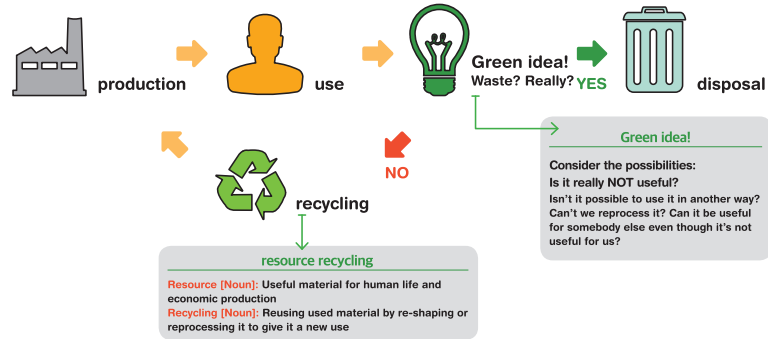 production
use
Green idea!
Waste? Really?
YES
disposal
NO
recycling
Green idea!
Consider the possibilities:
Is it really NOT useful?
Isn't it possible to use it in another way?
Can't we reprocess it? Can it be useful
for somebody else even though it's not
useful for us?
resource recycling
Resource [Noun]: Useful material for human life and
economic production
Recycling [Noun]: Reusing used material by re-shaping or
reprocessing it to give it a new use